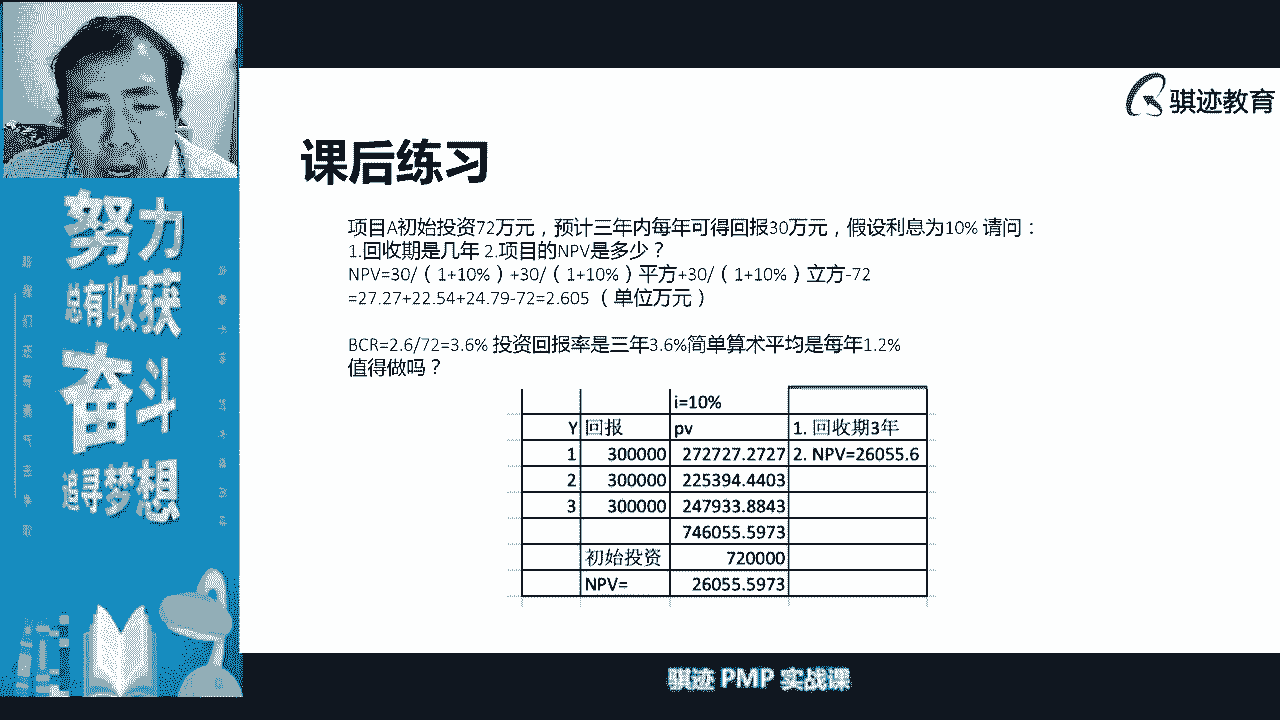 骐迹教育
课后练习
项目A初始投资72万元，预计三年内每年可得回报30万元，假设利息为10% 请问：
1.回收期是几年 2.项目的NPV是多少？
NPV=30/（1+10%）+30/（1+10%）平方+30/（1+10%）立方-72
=27.27+22.54+24.79-72=2.605 （单位万元）
BCR=2.6/72=3.6% 投资回报率是三年3.6%简单算术平均是每年1.2%
值得做吗？
i=10%
Y 回报 pv 1. 回收期3年
1 300000 272727.2727 2. NPV=26055.6
2 300000 225394.4403
3 300000 247933.8843
746055.5973
初始投资 720000
NPV= 26055.5973
努力
总有收获
奋斗
追寻梦想
骐迹 PMP 实战课